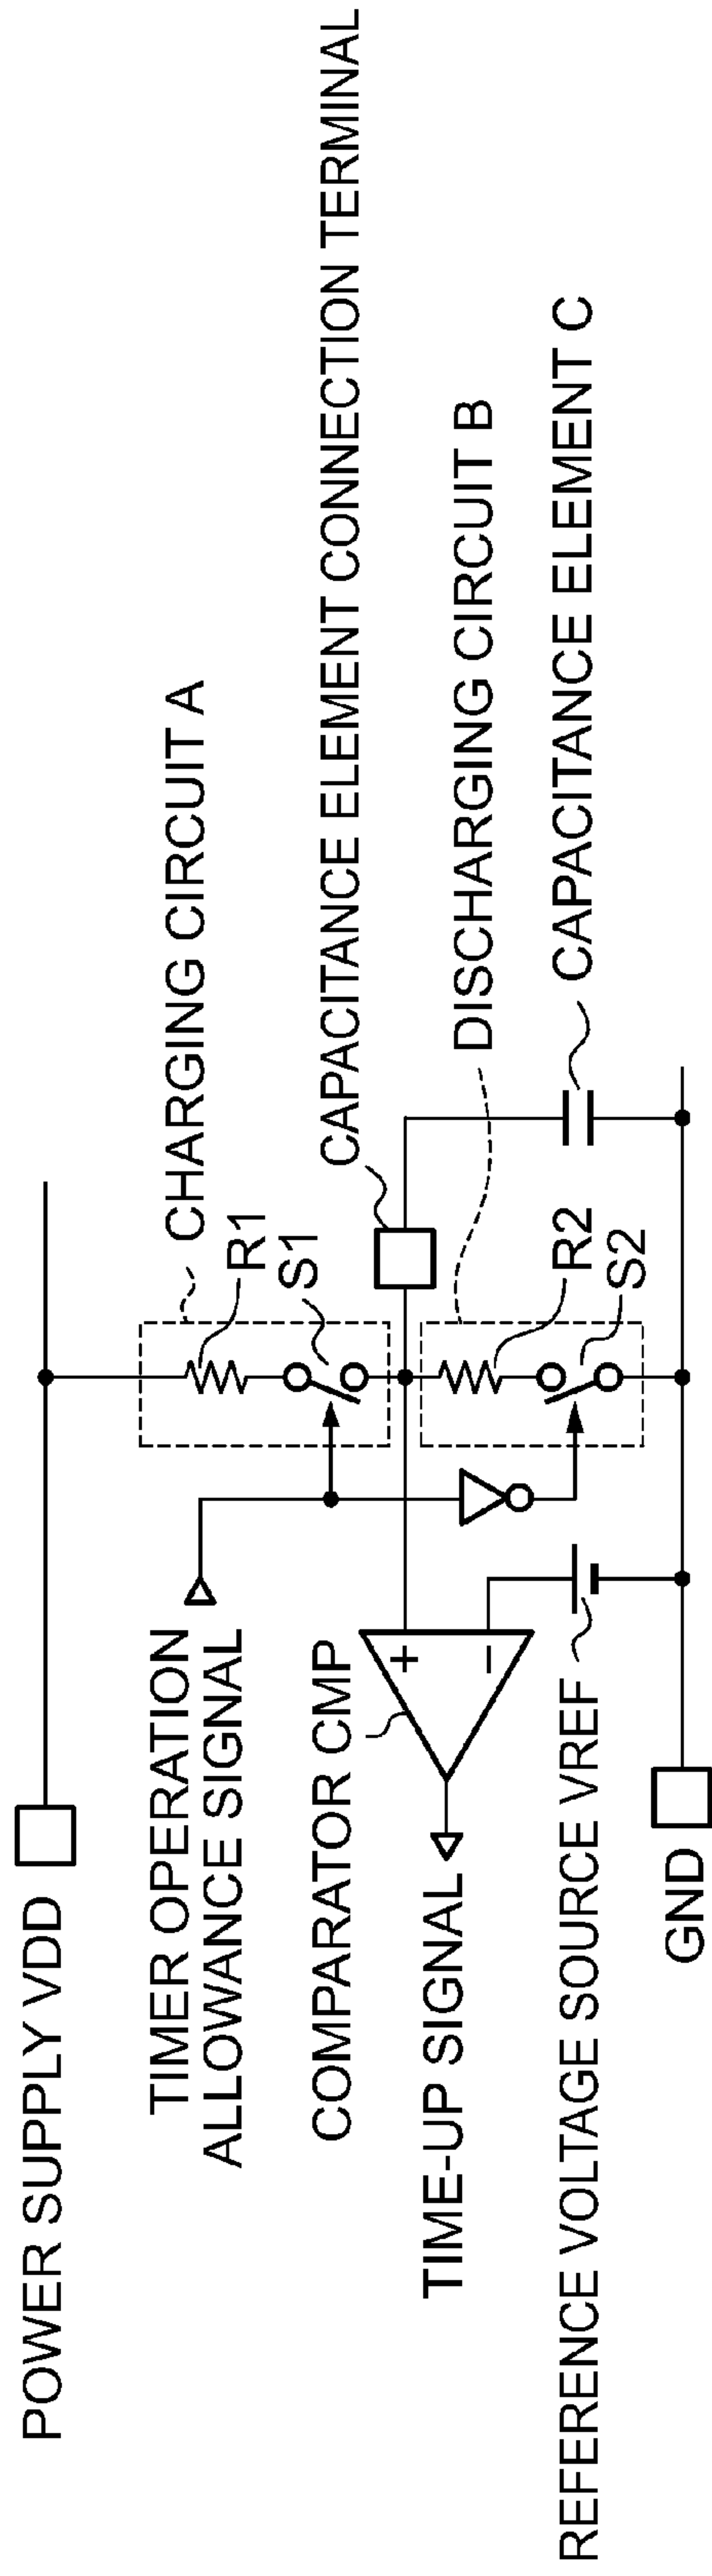 POWER SUPPLY VDD
TIMER OPERATION
ALLOWANCE SIGNAL
COMPARATOR CMP
TIME-UP SIGNAL
REFERENCE VOLTAGE SOURCE VREF
GND
+
−
CHARGING CIRCUIT A
R1
S1
CAPACITANCE ELEMENT CONNECTION TERMINAL
DISCHARGING CIRCUIT B
R2
S2
CAPACITANCE ELEMENT C